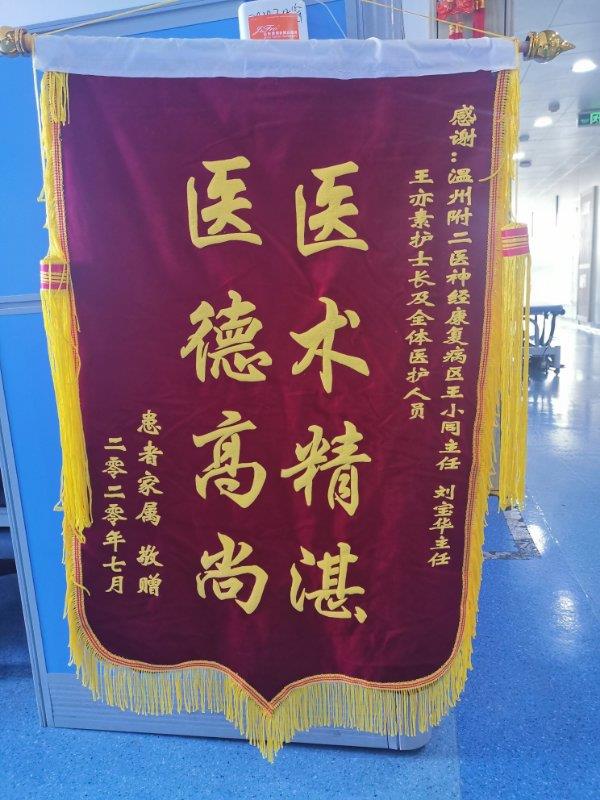 感谢：温州附二医神经康复病区王小同主任 刘宝华主任
王亦素护士长及全体医护人员
医术精湛
医德高尚
患者家属 敬赠
二零二零年七月